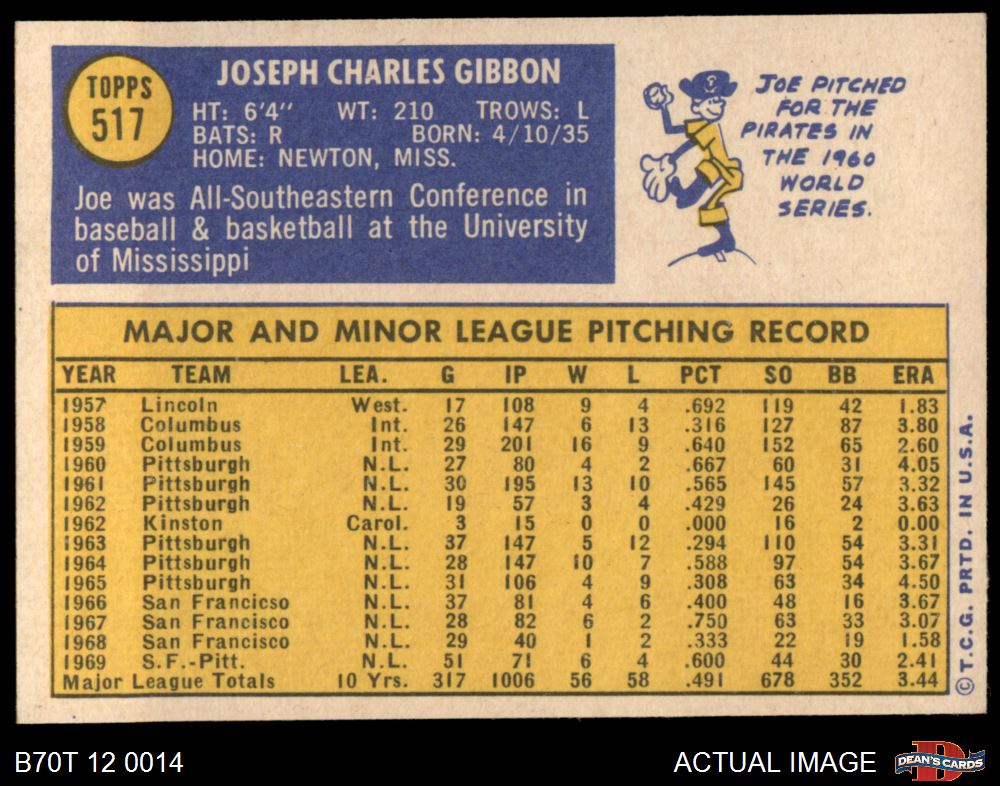 TOPPS
517
JOSEPH CHARLES GIBBON
HT: 6'4" WT: 210 TROWS: L
BATS: R BORN: 4/10/35
HOME: NEWTON, MISS.
Joe was All-Southeastern Conference in
baseball & basketball at the University
of Mississippi
JOE PITCHED
FOR THE
PIRATES IN
THE 1960
WORLD
SERIES.
MAJOR AND MINOR LEAGUE PITCHING RECORD
YEAR TEAM LEA. G IP W L PCT SO BB ERA
1957 Lincoln West. 17 108 9 4 .692 119 42 1.83
1958 Columbus Int. 26 147 6 13 .316 127 87 3.80
1959 Columbus Int. 29 201 16 9 .640 152 65 2.60
1960 Pittsburgh N.L. 27 80 4 2 .667 60 31 4.05
1961 Pittsburgh N.L. 30 195 13 10 .565 145 57 3.32
1962 Pittsburgh N.L. 19 57 3 4 .429 26 24 3.63
1962 Kinston Carol. 3 15 0 0 .000 16 2 0.00
1963 Pittsburgh N.L. 37 147 5 12 .294 110 54 3.31
1964 Pittsburgh N.L. 28 147 10 7 .588 97 54 3.67
1965 Pittsburgh N.L. 31 106 4 9 .308 63 34 4.50
1966 San Francicso N.L. 37 81 4 6 .400 48 16 3.67
1967 San Francisco N.L. 28 82 6 2 .750 63 33 3.07
1968 San Francisco N.L. 29 40 1 2 .333 22 19 1.58
1969 S.F.-Pitt. N.L. 51 71 6 4 .600 44 30 2.41
Major League Totals 10 Yrs. 317 1006 56 58 .491 678 352 3.44
© T.C.G. PRTD. IN U.S.A.
B70T 12 0014
ACTUAL IMAGE
DEAN'S CARDS